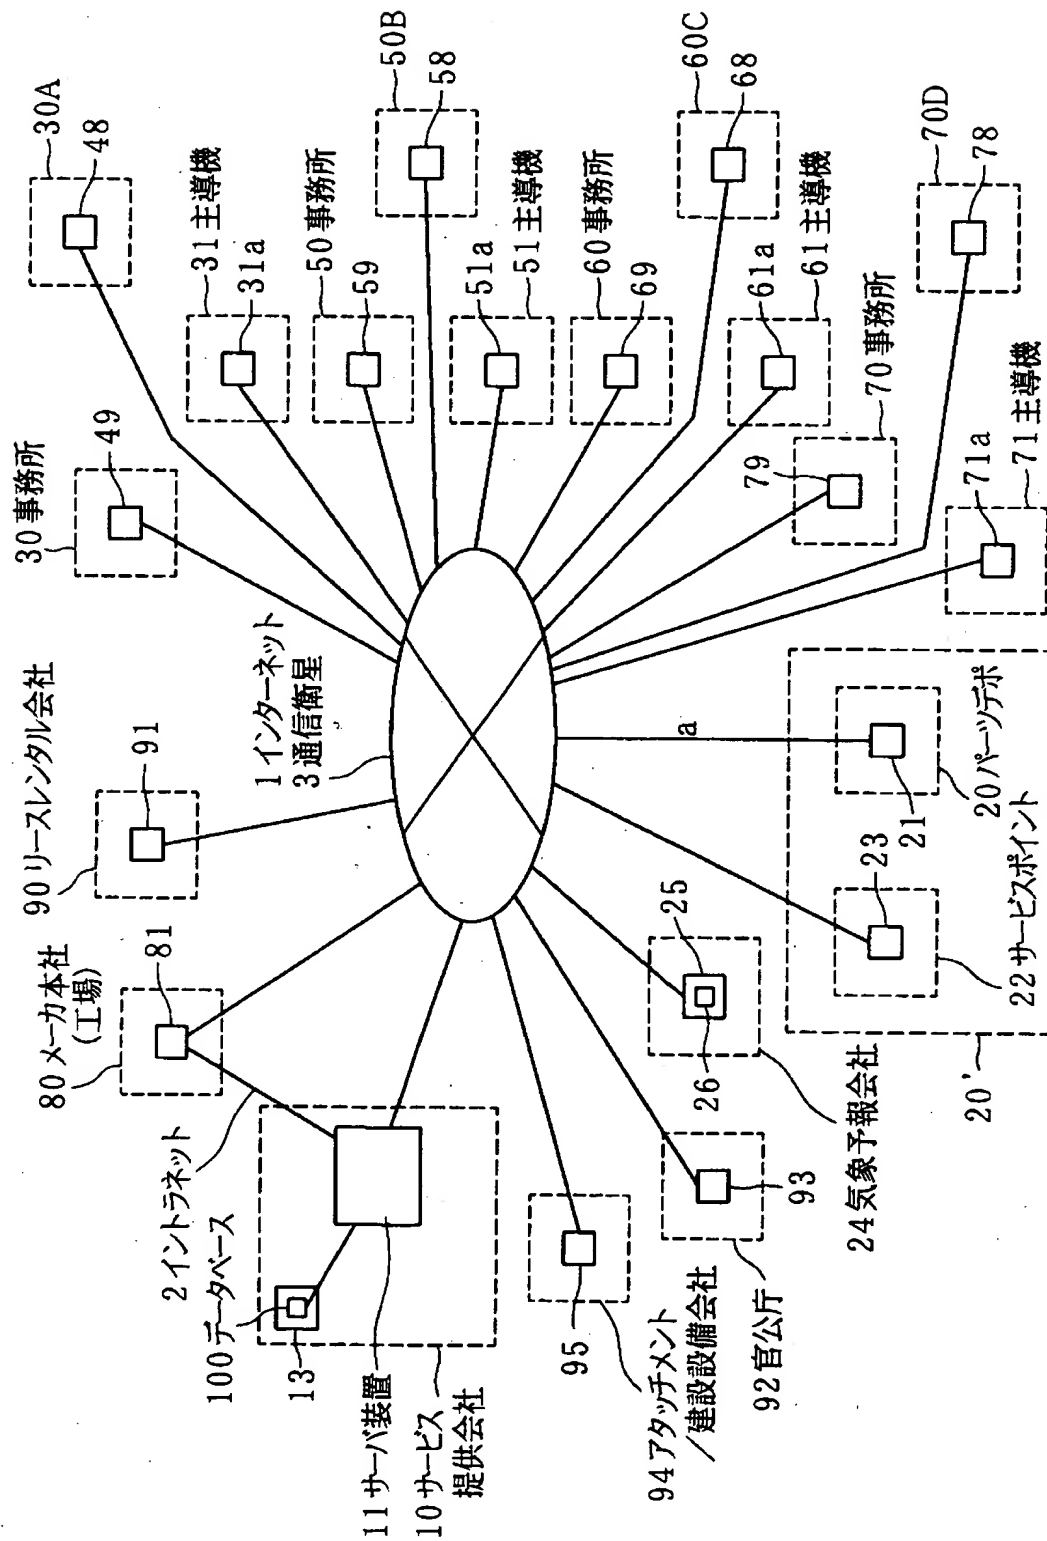 30 事務所
49
30A
48
31 主導機
31a
50 事務所
59
50B
58
51a
51 主導機
60 事務所
69
60C
68
61a
61 主導機
70 事務所
79
70D
78
71a
71 主導機
90 リースレンタル会社
91
1 インターネット
3 通信衛星
80 メーカ本社
(工場)
81
2 イントラネット
100 データベース
13
11 サーバ装置
10 サービス
提供会社
95
94 アタッチメント
/建設設備会社
93
92 官公庁
25
26
24 気象予報会社
a
23
21
20 パーツデポ
22 サービスポイント
20'